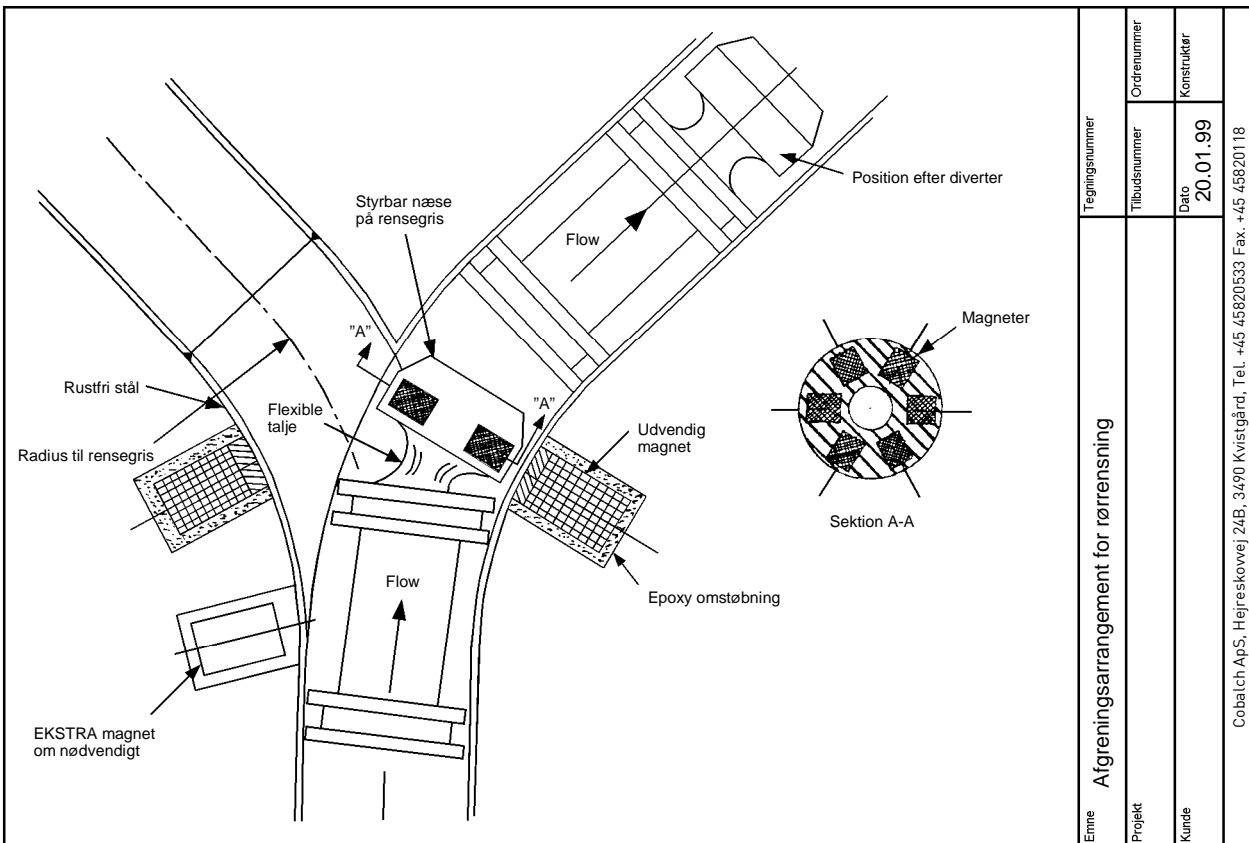 Position efter diverter
Styrbar næse
på rensegris
Flow
"A"
Magneter
Rustfri stål
Flexible
talje
"A"
Udvendig
magnet
Radius til rensegris
Sektion A-A
Flow
Epoxy omstøbning
EKSTRA magnet
om nødvendigt
Emne
Afgreningsarrangement for rørrensning
Tegningsnummer
Projekt
Tilbudsnummer
Ordrenummer
Kunde
Dato
20.01.99
Konstruktør
Cobalch ApS, Hejreskovvej 24B, 3490 Kvistgård, Tel. +45 45820533 Fax. +45 45820118